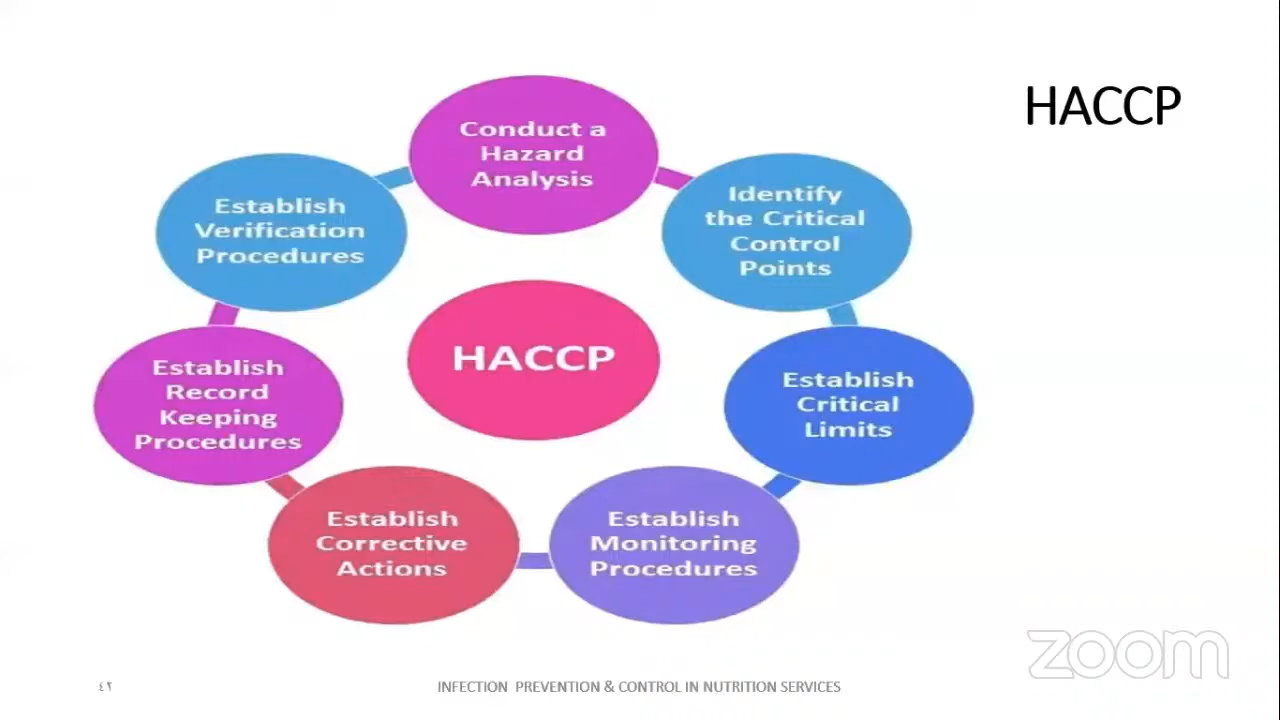 HACCP
Conduct a
Hazard
Analysis
Identify
the Critical
Control
Points
Establish
Critical
Limits
Establish
Monitoring
Procedures
Establish
Corrective
Actions
Establish
Record
Keeping
Procedures
Establish
Verification
Procedures
HACCP
zoom
٤٢
INFECTION PREVENTION & CONTROL IN NUTRITION SERVICES